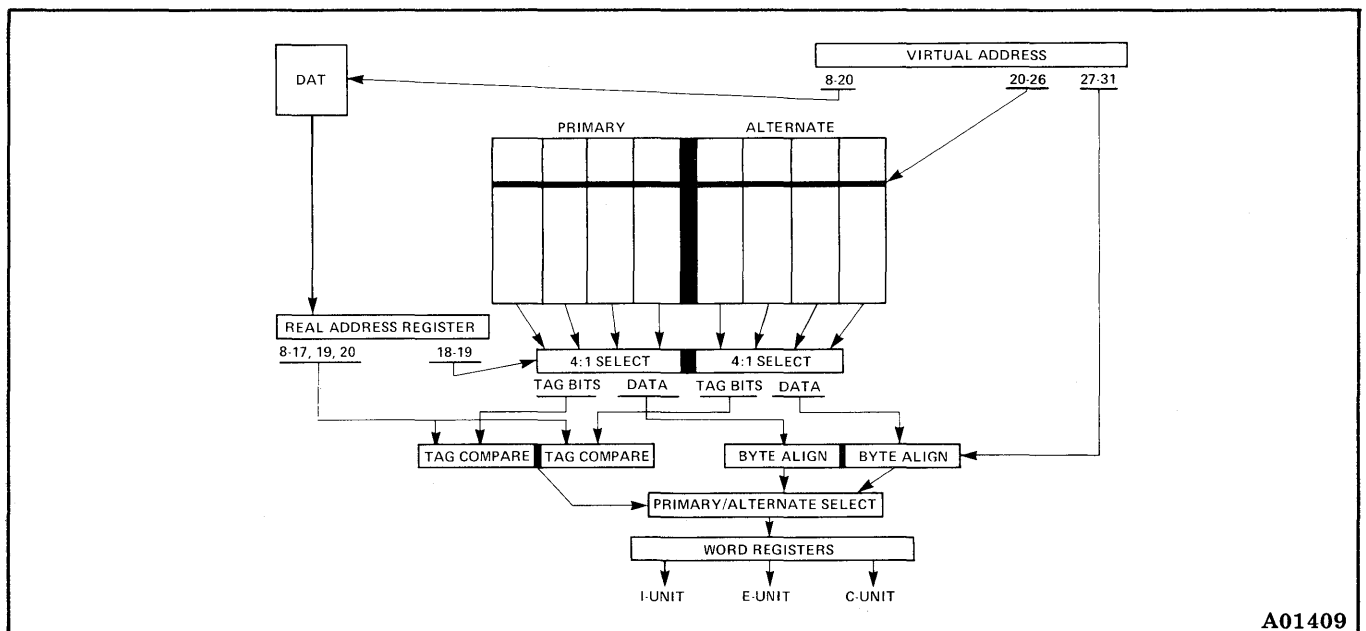 VIRTUAL ADDRESS
DAT
8-20
20-26
27-31
PRIMARY
ALTERNATE
REAL ADDRESS REGISTER
8-17, 19, 20
18-19
4:1 SELECT
4:1 SELECT
TAG BITS
DATA
TAG BITS
DATA
TAG COMPARE
TAG COMPARE
BYTE ALIGN
BYTE ALIGN
PRIMARY/ALTERNATE SELECT
WORD REGISTERS
I-UNIT
E-UNIT
C-UNIT
A01409